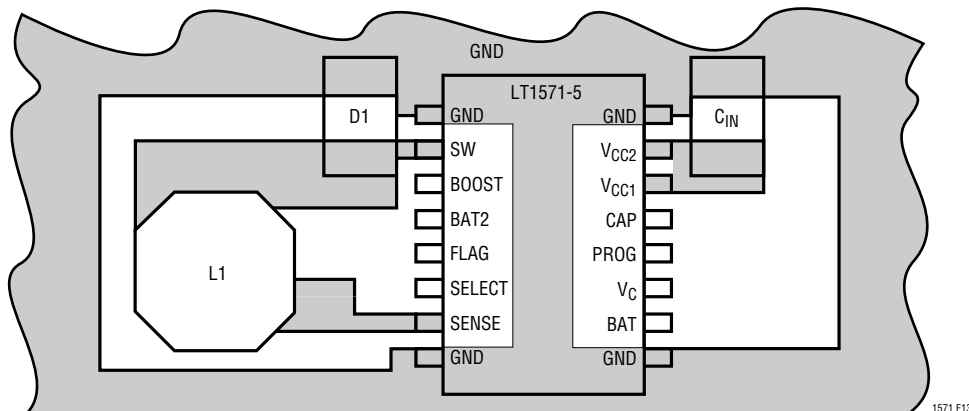 GND
LT1571-5
D1
GND
GND
C_IN
SW
V_CC2
BOOST
V_CC1
BAT2
CAP
FLAG
PROG
L1
SELECT
V_C
SENSE
BAT
GND
GND